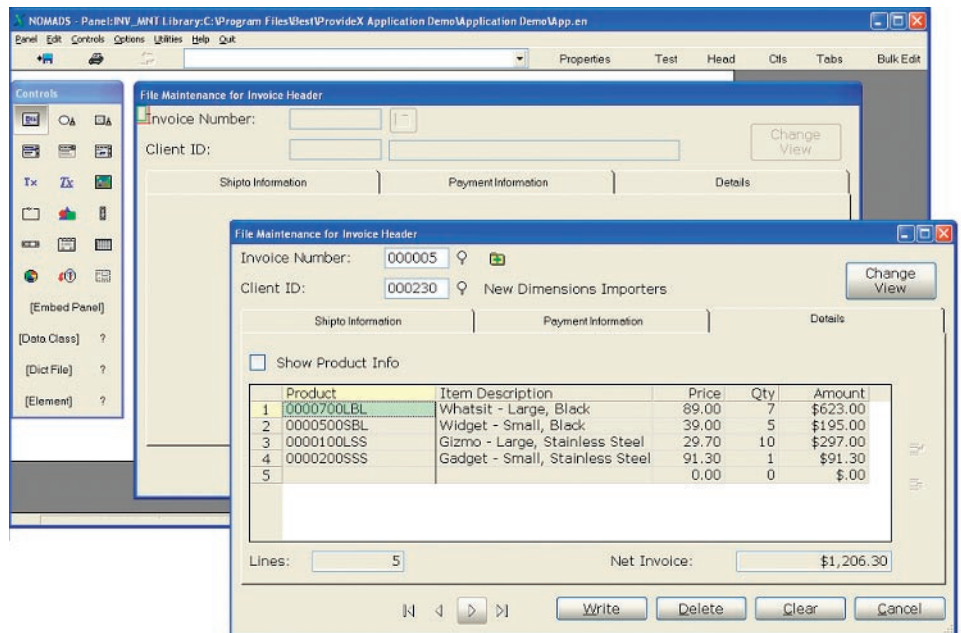 NOMADS - Panel:INV_MNT Library:C:\Program Files\Best\ProvideX Application Demo\Application Demo\App.en
Panel Edit Controls Options Utilities Help Quit
Properties Test Head Ctls Tabs Bulk Edit
Controls
[Embed Panel]
[Data Class] ?
[Dict File] ?
[Element] ?
File Maintenance for Invoice Header
Invoice Number:
Client ID:
Change View
Shipto Information Payment Information Details
File Maintenance for Invoice Header
Invoice Number: 000005
Client ID: 000230 New Dimensions Importers
Change View
Shipto Information Payment Information Details
Show Product Info
Product Item Description Price Qty Amount
1 0000700LBL Whatsit - Large, Black 89.00 7 $623.00
2 0000500SBL Widget - Small, Black 39.00 5 $195.00
3 0000100LSS Gizmo - Large, Stainless Steel 29.70 10 $297.00
4 0000200SSS Gadget - Small, Stainless Steel 91.30 1 $91.30
5 0.00 0 $.00
Lines: 5 Net Invoice: $1,206.30
Write Delete Clear Cancel